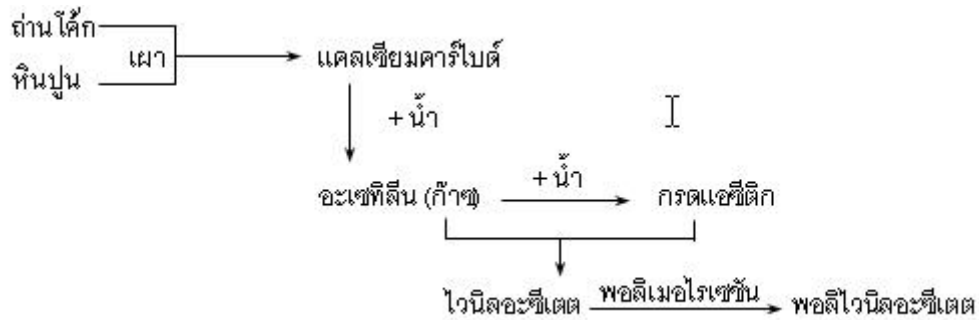 ถ่านโค้ก
เผา
แคลเซียมคาร์ไบด์
หินปูน
+ น้ำ
+ น้ำ
อะเซทิลีน (ก๊าซ)
กรดแอซีติก
ไวนิลอะซีเตต
พอลิเมอไรเซชัน
พอลิไวนิลอะซีเตต